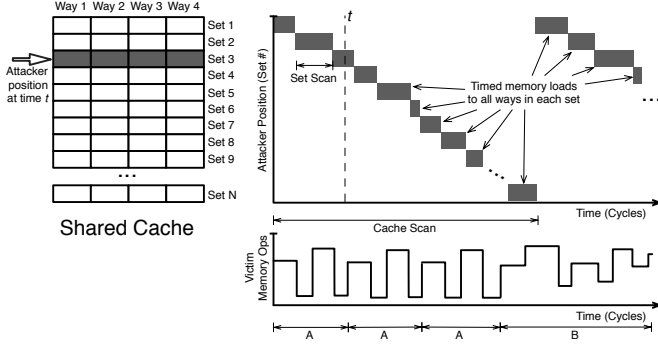 Way 1 Way 2 Way 3 Way 4
Set 1
Set 2
Set 3
Set 4
Set 5
Set 6
Set 7
Set 8
Set 9
...
Set N
Attacker
position
at time t
Shared Cache
Attacker Position (Set #)
t
Set Scan
Timed memory loads
to all ways in each set
...
...
Time (Cycles)
Cache Scan
Victim
Memory Ops
Time (Cycles)
A A A B